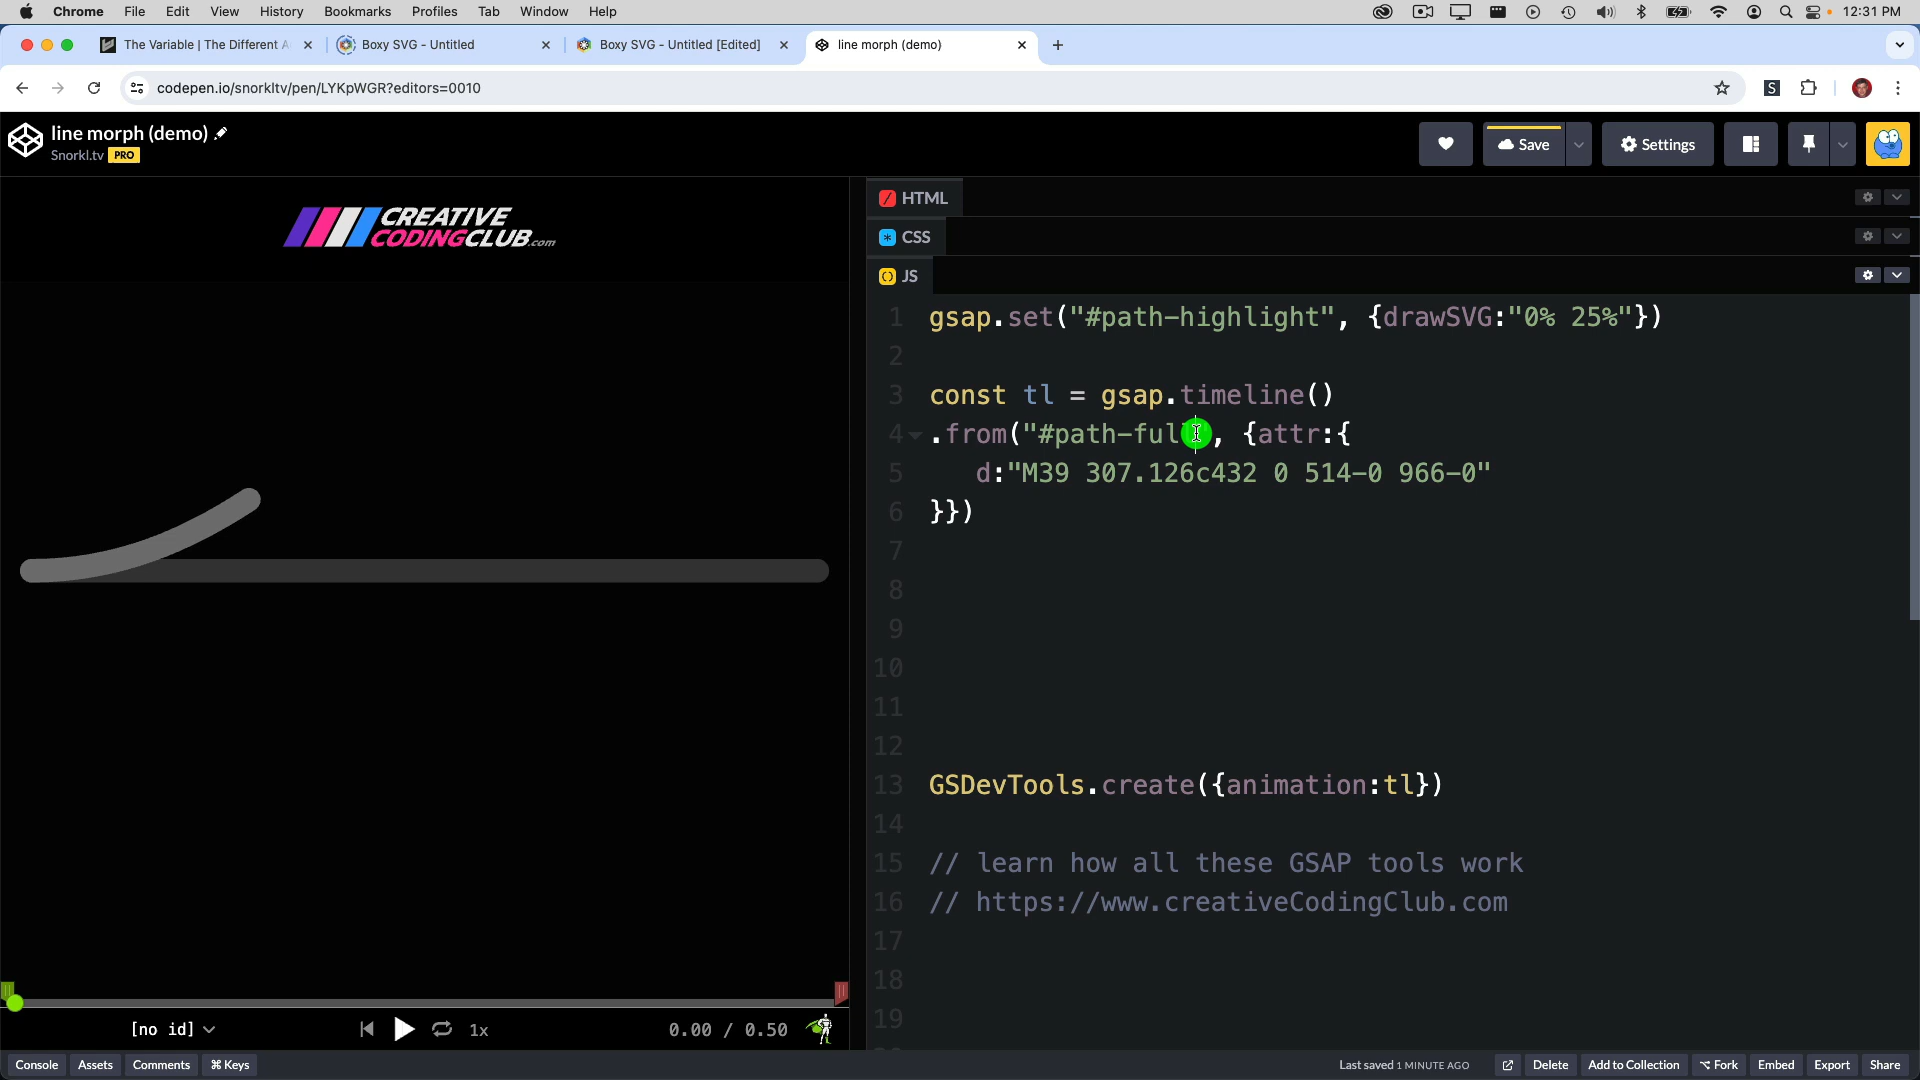 Chrome File Edit View History Bookmarks Profiles Tab Window Help 12:31 PM
The Variable | The Different A
Boxy SVG - Untitled
Boxy SVG - Untitled [Edited]
line morph (demo)
codepen.io/snorkltv/pen/LYKpWGR?editors=0010
line morph (demo)
Snorkl.tv PRO
Save
Settings
CREATIVE
CODINGCLUB.com
HTML
CSS
JS
1 gsap.set("#path-highlight", {drawSVG:"0% 25%"})
2
3 const tl = gsap.timeline()
4 .from("#path-full", {attr:{
5 d:"M39 307.126c432 0 514-0 966-0"
6 }})
7
8
9
10
11
12
13 GSDevTools.create({animation:tl})
14
15 // learn how all these GSAP tools work
16 // https://www.creativeCodingClub.com
17
18
19
[no id] 1x 0.00 / 0.50
Console Assets Comments ⌘ Keys Last saved 1 MINUTE AGO Delete Add to Collection Fork Embed Export Share